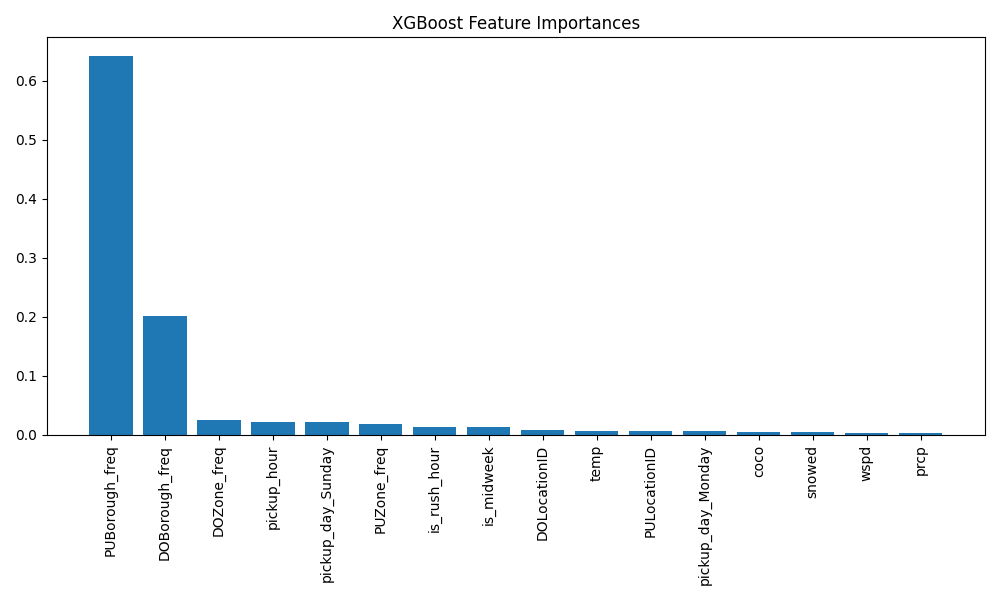 XGBoost Feature Importances
0.6
0.5
0.4
0.3
0.2
0.1
0.0
PUBorough_freq
DOBorough_freq
DOZone_freq
pickup_hour
pickup_day_Sunday
PUZone_freq
is_rush_hour
is_midweek
DOLocationID
temp
PULocationID
pickup_day_Monday
coco
snowed
wspd
prcp